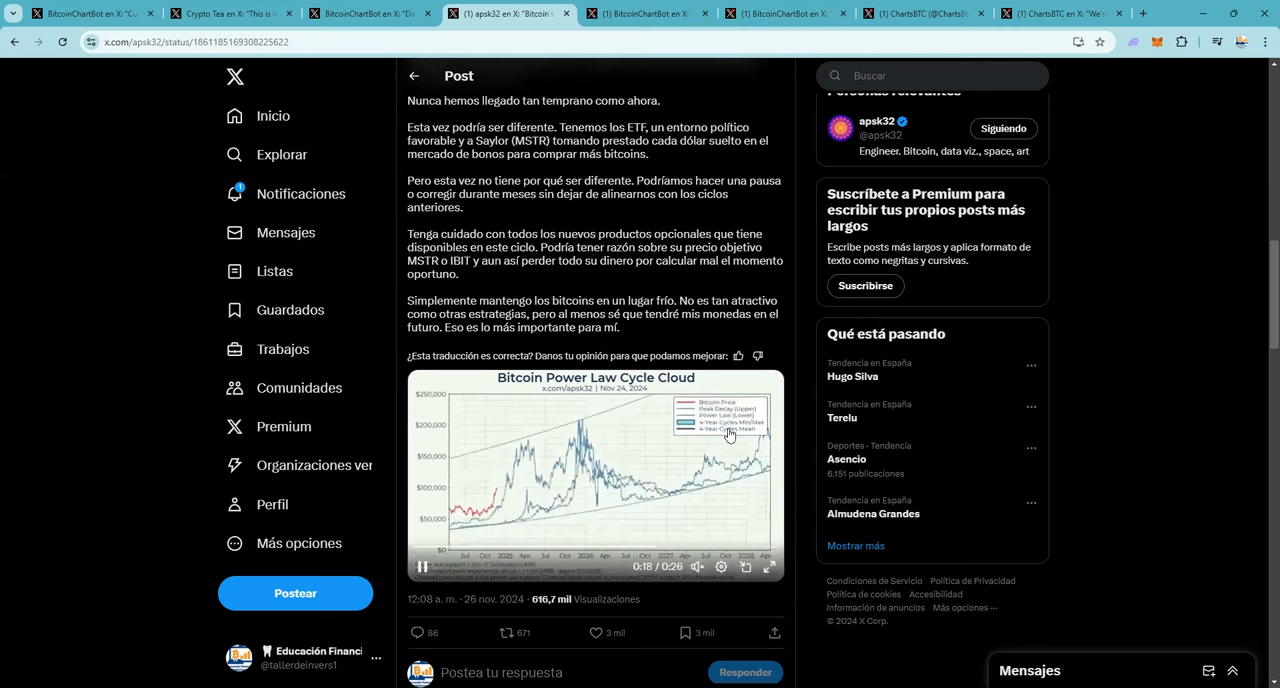 BitcoinChartBot en X: "Cu
Crypto Tea en X: "This is w
BitcoinChartBot en X: "Da
(1) apsk32 en X: "Bitcoin's
(1) BitcoinChartBot en X: "
(1) BitcoinChartBot en X: "
(1) ChartsBTC (@ChartsB
(1) ChartsBTC en X: "We'r
x.com/apsk32/status/1861185169308225622
Post
Buscar
Inicio
Explorar
Notificaciones
1
Mensajes
Listas
Guardados
Trabajos
Comunidades
Premium
Organizaciones ver
Perfil
Más opciones
Postear
Educación Financi
@tallerdeinvers1
Nunca hemos llegado tan temprano como ahora.
Esta vez podría ser diferente. Tenemos los ETF, un entorno político
favorable y a Saylor (MSTR) tomando prestado cada dólar suelto en el
mercado de bonos para comprar más bitcoins.
Pero esta vez no tiene por qué ser diferente. Podríamos hacer una pausa
o corregir durante meses sin dejar de alinearnos con los ciclos
anteriores.
Tenga cuidado con todos los nuevos productos opcionales que tiene
disponibles en este ciclo. Podría tener razón sobre su precio objetivo
MSTR o IBIT y aun así perder todo su dinero por calcular mal el momento
oportuno.
Simplemente mantengo los bitcoins en un lugar frío. No es tan atractivo
como otras estrategias, pero al menos sé que tendré mis monedas en el
futuro. Eso es lo más importante para mí.
¿Esta traducción es correcta? Danos tu opinión para que podamos mejorar:
Bitcoin Power Law Cycle Cloud
x.com/apsk32 | Nov 24, 2024
$250,000
$200,000
$150,000
$100,000
$50,000
$0
Bitcoin Price
Peak Decay (Upper)
Power Law (Lower)
4-Year Cycles Min/Max
4-Year Cycles Mean
Jul Oct 2025 Apr Jul Oct 2026 Apr Jul Oct 2027 Apr Jul Oct 2028 Apr
0:18 / 0:26
12:08 a. m. · 26 nov. 2024 · 616,7 mil Visualizaciones
86 671 3 mil 3 mil
Postea tu respuesta
Responder
Personas relevantes
apsk32
@apsk32
Siguiendo
Engineer. Bitcoin, data viz., space, art
Suscríbete a Premium para
escribir tus propios posts más
largos
Escribe posts más largos y aplica formato de
texto como negritas y cursivas.
Suscribirse
Qué está pasando
Tendencia en España
Hugo Silva
Tendencia en España
Terelu
Deportes · Tendencia
Asencio
6.151 publicaciones
Tendencia en España
Almudena Grandes
Mostrar más
Condiciones de Servicio Política de Privacidad
Política de cookies Accesibilidad
Información de anuncios Más opciones ···
© 2024 X Corp.
Mensajes